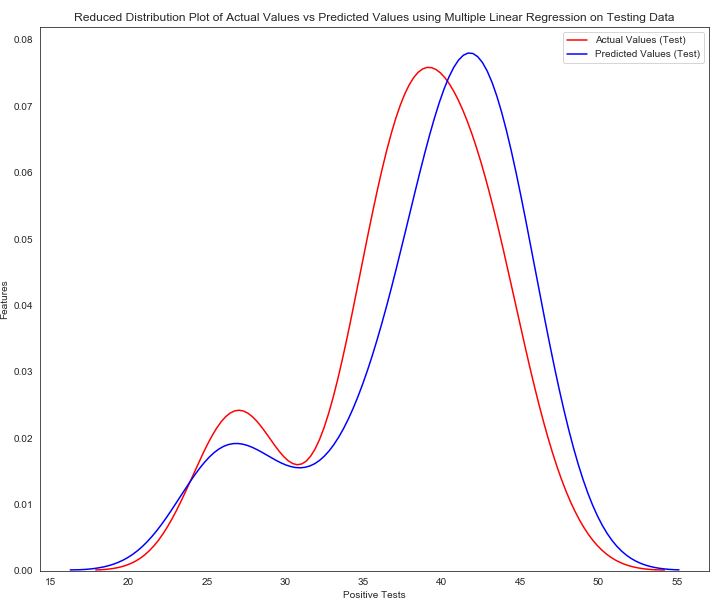 Reduced Distribution Plot of Actual Values vs Predicted Values using Multiple Linear Regression on Testing Data
Actual Values (Test)
Predicted Values (Test)
0.08
0.07
0.06
0.05
0.04
0.03
0.02
0.01
0.00
Features
15 20 25 30 35 40 45 50 55
Positive Tests